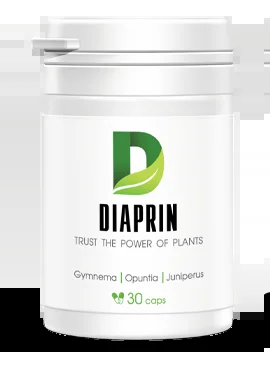 D
DIAPRIN
TRUST THE POWER OF PLANTS
Gymnema | Opuntia | Juniperus
30 caps